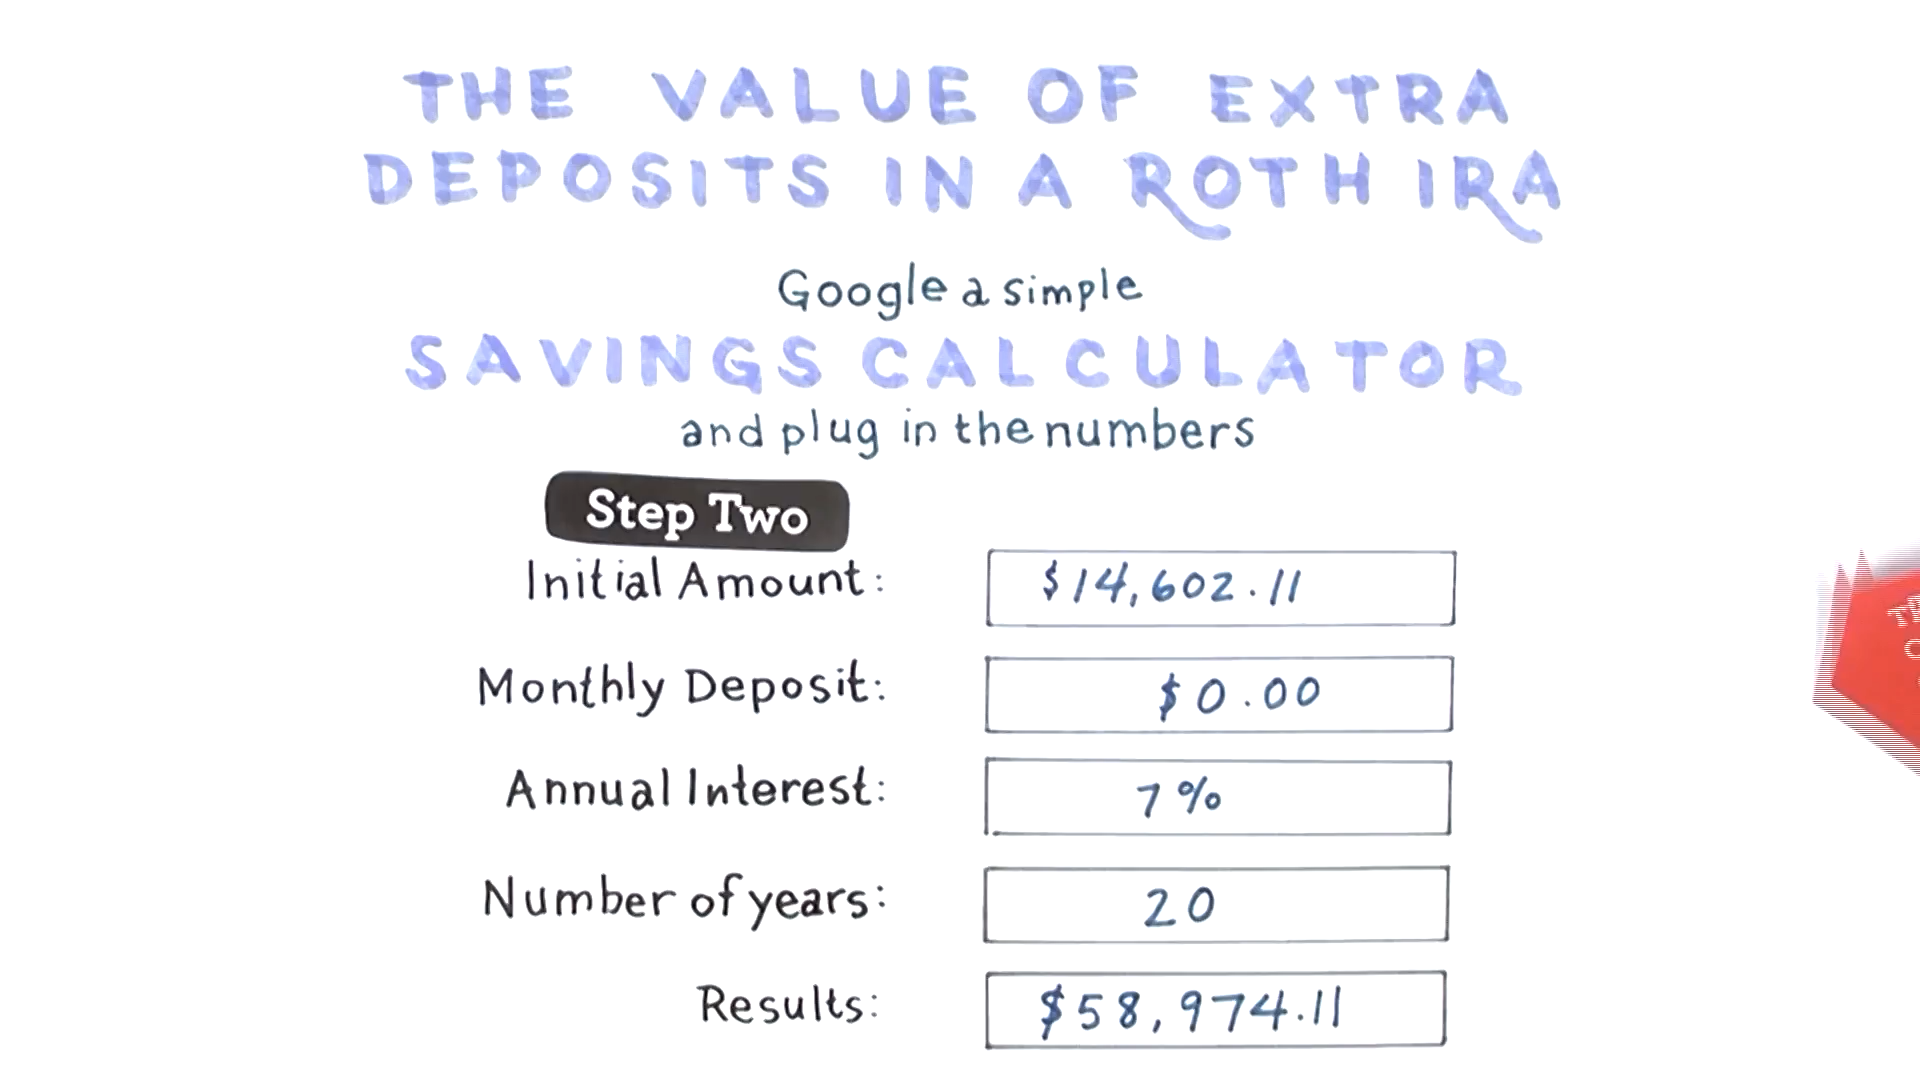 THE VALUE OF EXTRA
DEPOSITS IN A ROTH IRA
Google a simple
SAVINGS CALCULATOR
and plug in the numbers
Step Two
Initial Amount: $14,602.11
Monthly Deposit: $0.00
Annual Interest: 7%
Number of years: 20
Results: $58,974.11